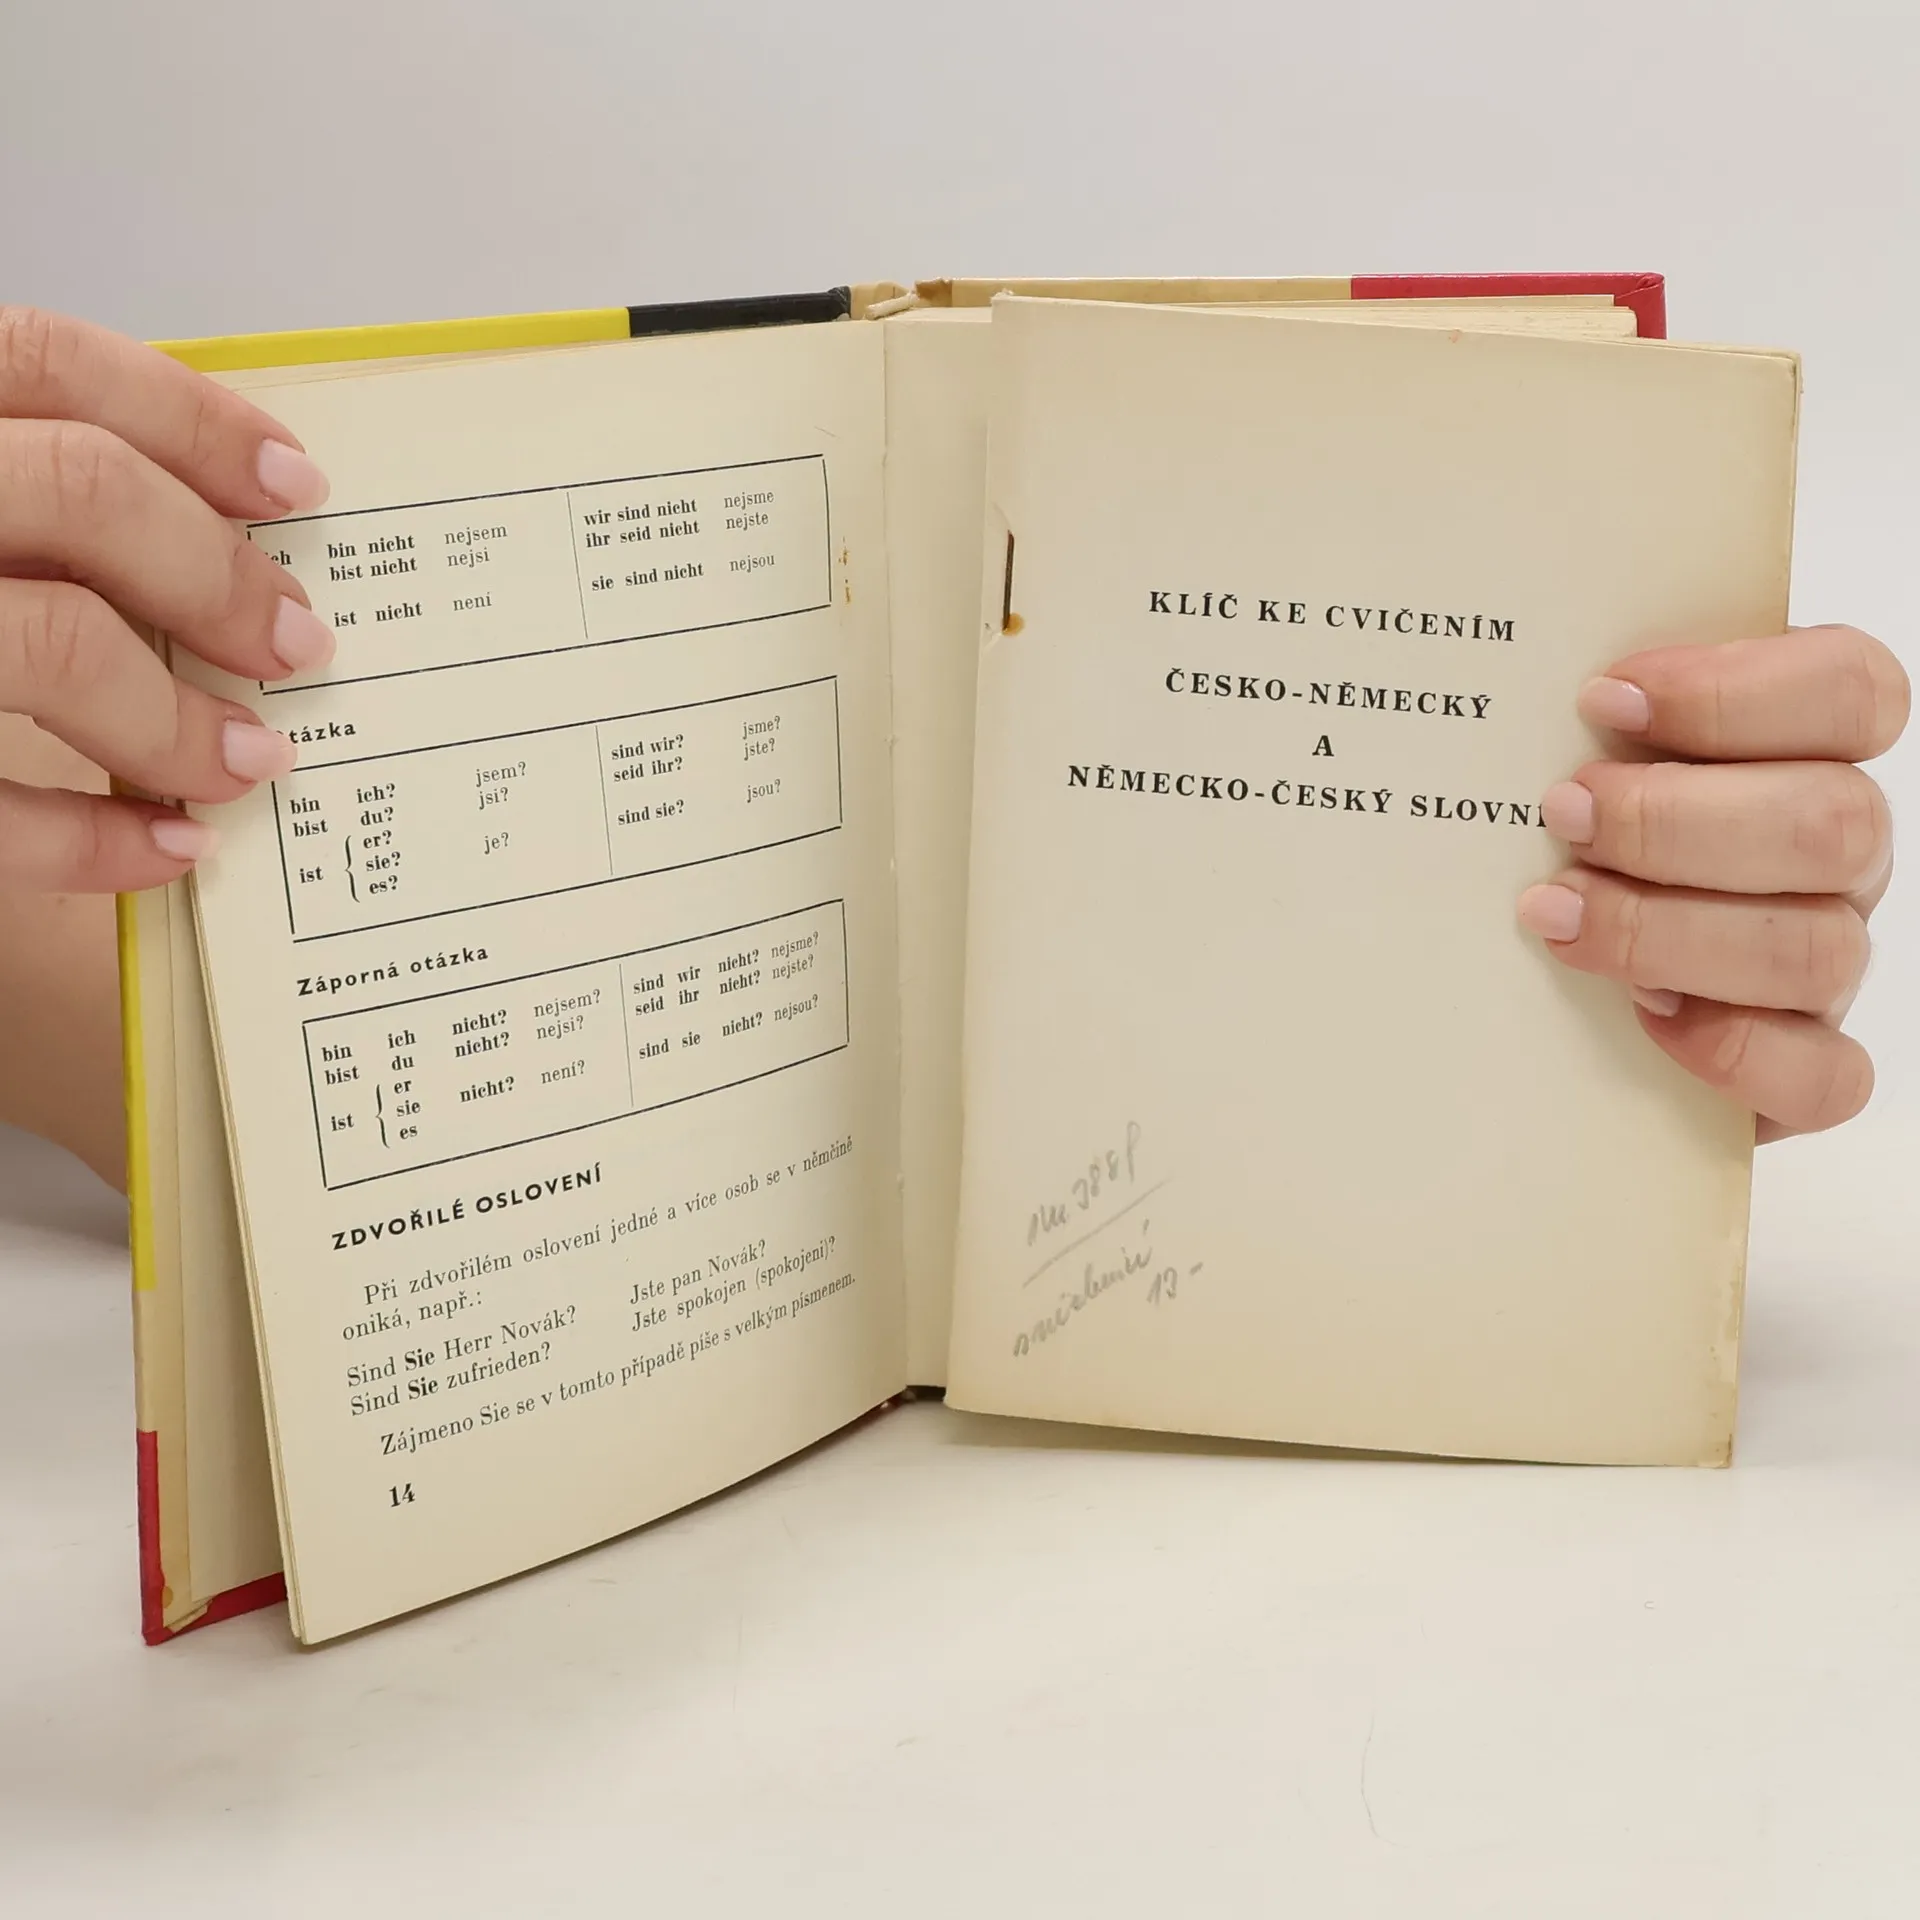 bin nicht nejsem wir sind nicht nejsme
bist nicht nejsi ihr seid nicht nejste
ist nicht není sie sind nicht nejsou
tázka
bin ich? jsem? sind wir? jsme?
bist du? jsi? seid ihr? jste?
ist { er? sie? es? je? sind sie? jsou?
Záporná otázka
bin ich nicht? nejsem? sind wir nicht? nejsme?
bist du nicht? nejsi? seid ihr nicht? nejste?
ist { er sie es nicht? není? sind sie nicht? nejsou?
ZDVOŘILÉ OSLOVENÍ
Při zdvořilém oslovení jedné a více osob se v němčině
oniká, např.:
Sind Sie Herr Novák? Jste pan Novák?
Sind Sie zufrieden? Jste spokojen (spokojeni)?
Zájmeno Sie se v tomto případě píše s velkým písmenem.
14
KLÍČ KE CVIČENÍM
ČESKO-NĚMECKÝ
A
NĚMECKO-ČESKÝ SLOVNÍ
13 -